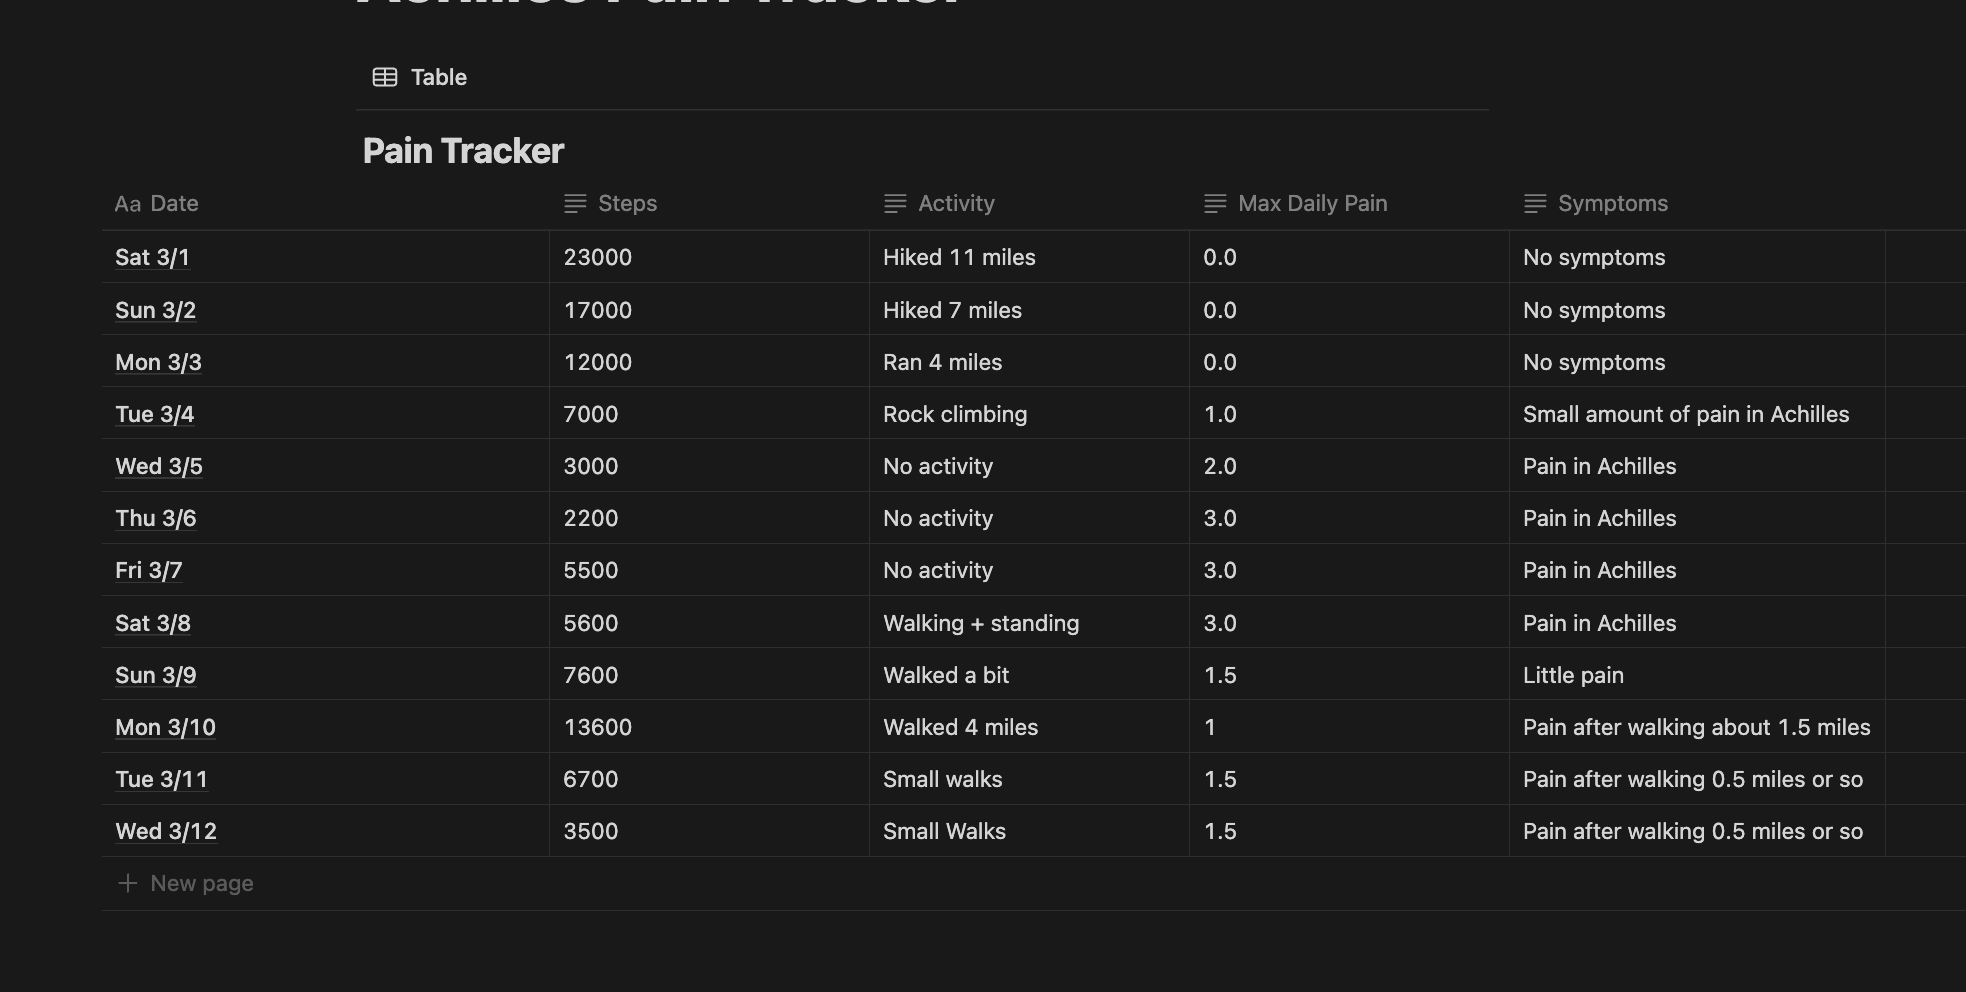 Achilles Pain Tracker
Table
Pain Tracker
Aa Date Steps Activity Max Daily Pain Symptoms
Sat 3/1 23000 Hiked 11 miles 0.0 No symptoms
Sun 3/2 17000 Hiked 7 miles 0.0 No symptoms
Mon 3/3 12000 Ran 4 miles 0.0 No symptoms
Tue 3/4 7000 Rock climbing 1.0 Small amount of pain in Achilles
Wed 3/5 3000 No activity 2.0 Pain in Achilles
Thu 3/6 2200 No activity 3.0 Pain in Achilles
Fri 3/7 5500 No activity 3.0 Pain in Achilles
Sat 3/8 5600 Walking + standing 3.0 Pain in Achilles
Sun 3/9 7600 Walked a bit 1.5 Little pain
Mon 3/10 13600 Walked 4 miles 1 Pain after walking about 1.5 miles
Tue 3/11 6700 Small walks 1.5 Pain after walking 0.5 miles or so
Wed 3/12 3500 Small Walks 1.5 Pain after walking 0.5 miles or so
+ New page